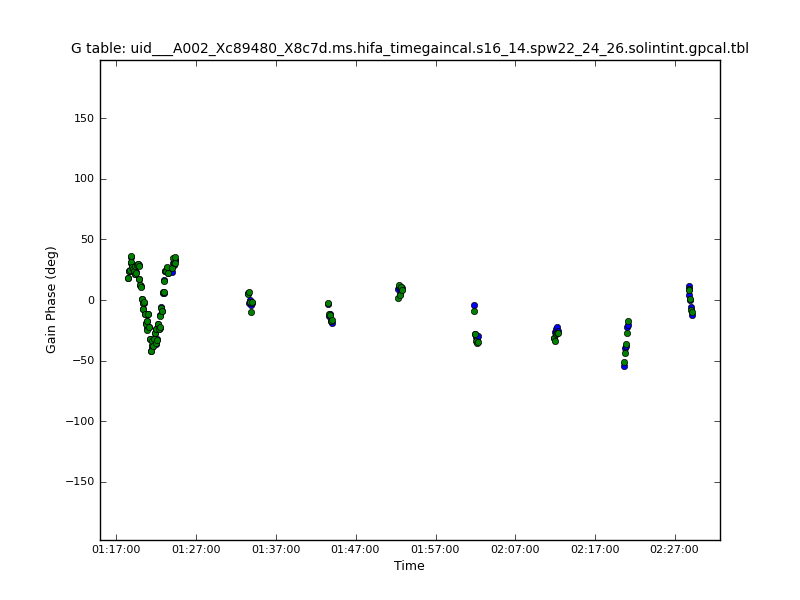 G table: uid___A002_Xc89480_X8c7d.ms.hifa_timegaincal.s16_14.spw22_24_26.solintint.gpcal.tbl
Gain Phase (deg)
150
100
50
0
−50
−100
−150
01:17:00 01:27:00 01:37:00 01:47:00 01:57:00 02:07:00 02:17:00 02:27:00
Time